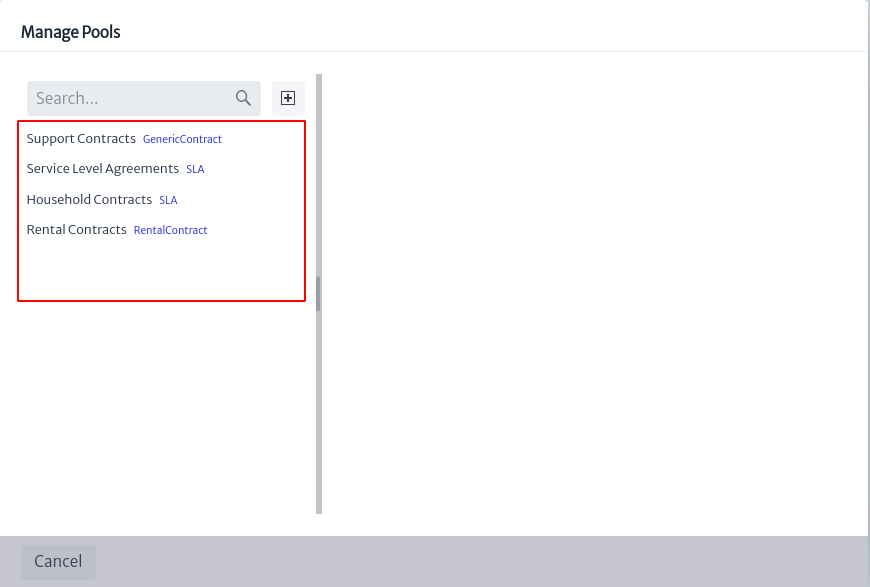 Manage Pools
Search...
Support Contracts GenericContract
Service Level Agreements SLA
Household Contracts SLA
Rental Contracts RentalContract
Cancel